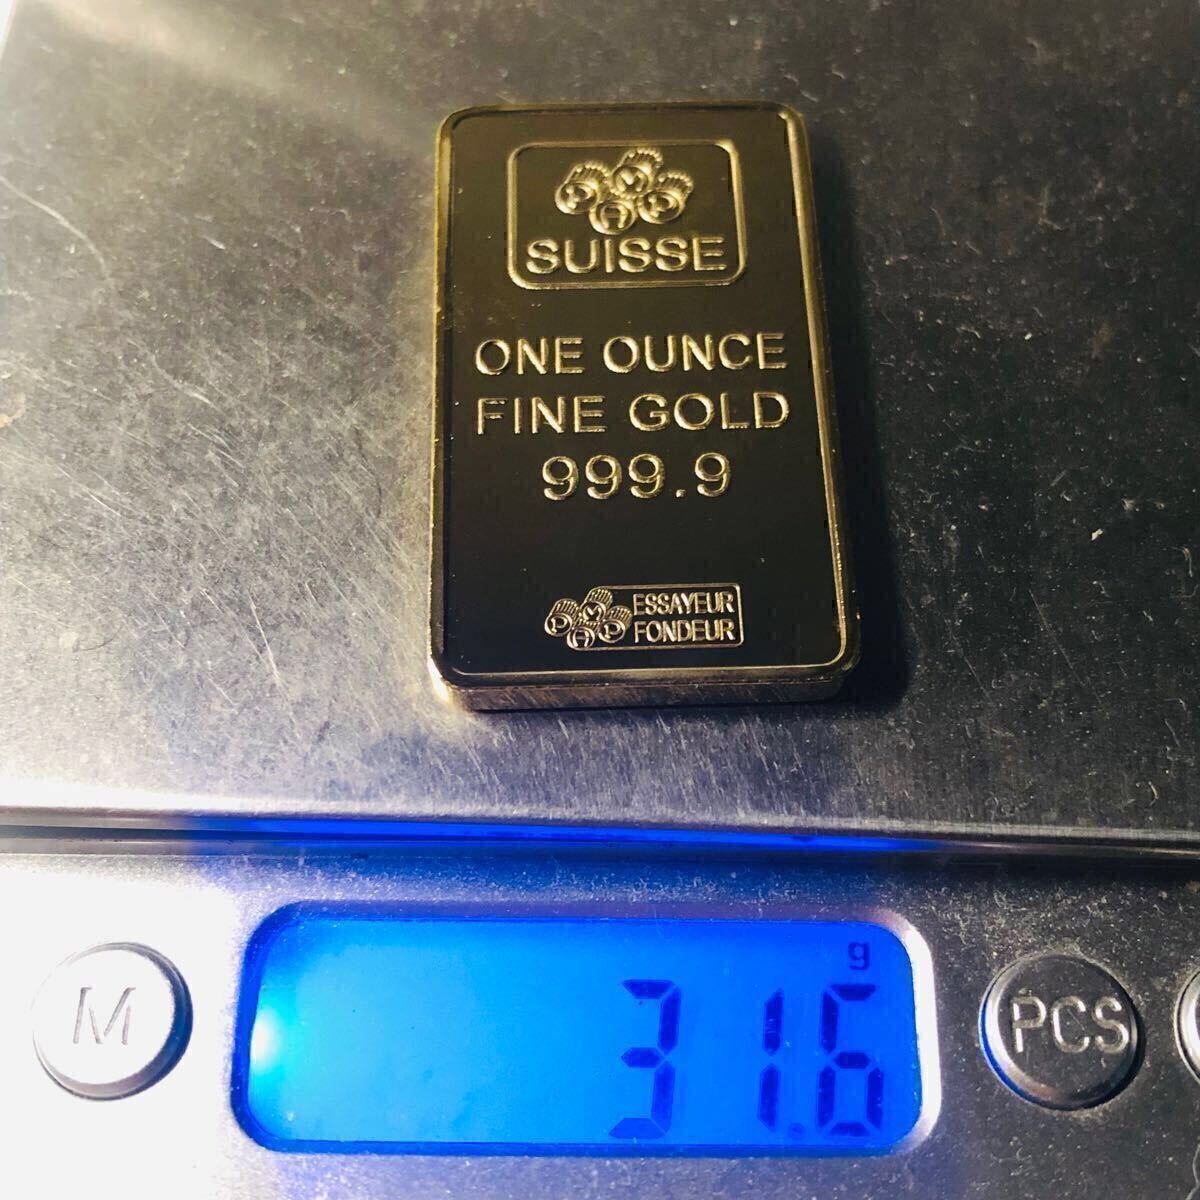 P M A P
SUISSE
ONE OUNCE
FINE GOLD
999.9
P M A P
ESSAYEUR
FONDEUR
g
31.6
M
PCS